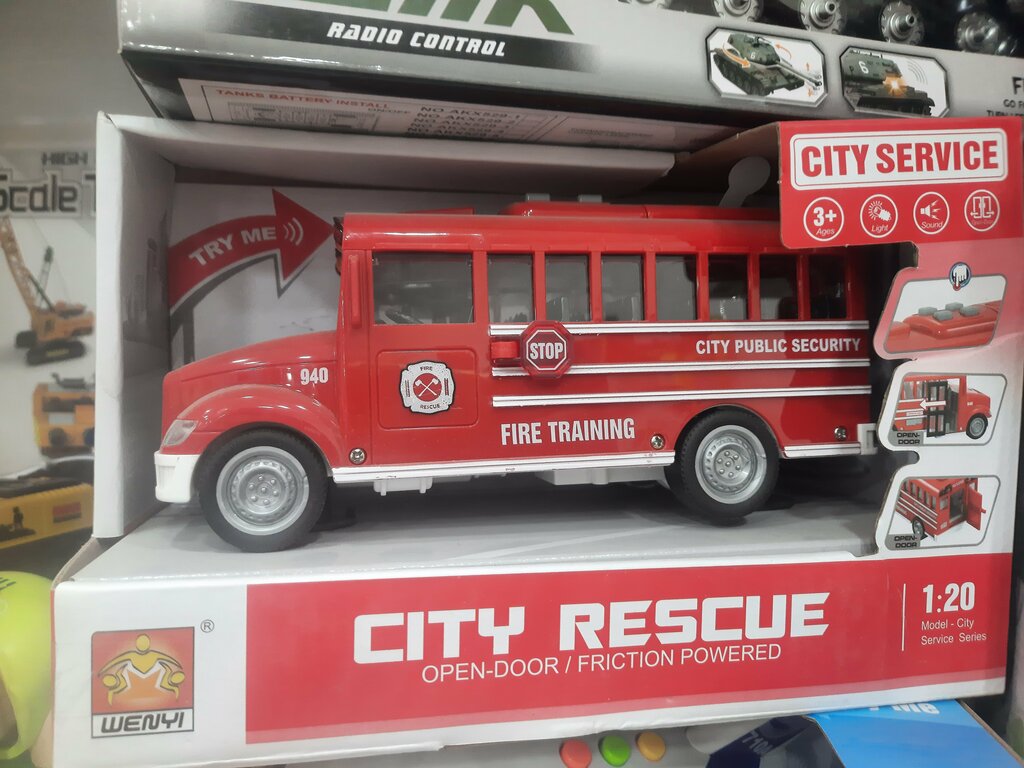 RADIO CONTROL
TANKS BATTERY INSTALL
HIGH
Scale
CITY SERVICE
3+
Ages
Light
Sound
TRY ME
940
FIRE
RESCUE
STOP
CITY PUBLIC SECURITY
FIRE TRAINING
OPEN-
DOOR
OPEN-
DOOR
CITY RESCUE
OPEN-DOOR / FRICTION POWERED
1:20
Model - City
Service Series
WENYI
®